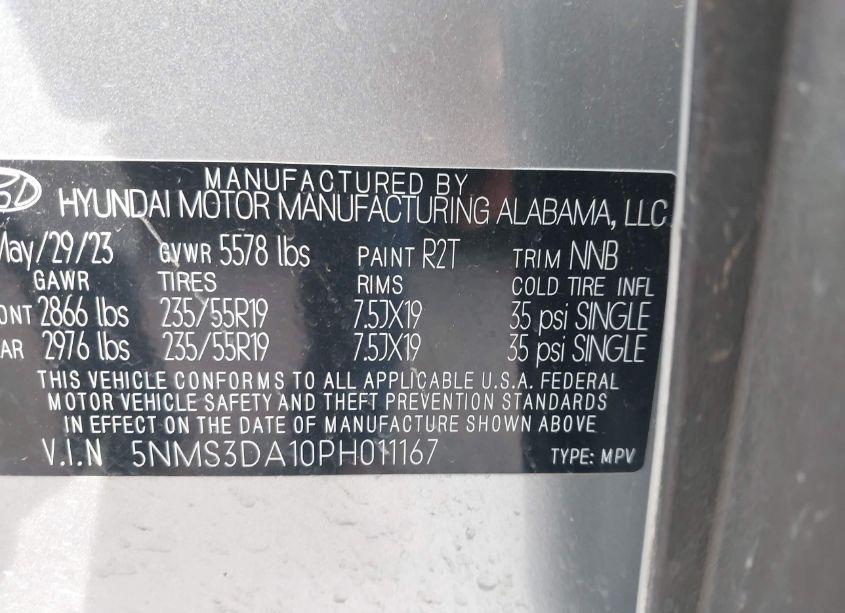 MANUFACTURED BY
HYUNDAI MOTOR MANUFACTURING ALABAMA, LLC
May/29/23 GVWR 5578 lbs PAINT R2T TRIM NNB
GAWR TIRES RIMS COLD TIRE INFL
ONT 2866 lbs 235/55R19 7.5JX19 35 psi SINGLE
AR 2976 lbs 235/55R19 7.5JX19 35 psi SINGLE
THIS VEHICLE CONFORMS TO ALL APPLICABLE U.S.A. FEDERAL
MOTOR VEHICLE SAFETY AND THEFT PREVENTION STANDARDS
IN EFFECT ON THE DATE OF MANUFACTURE SHOWN ABOVE
V.I.N 5NMS3DA10PH011167 TYPE: MPV